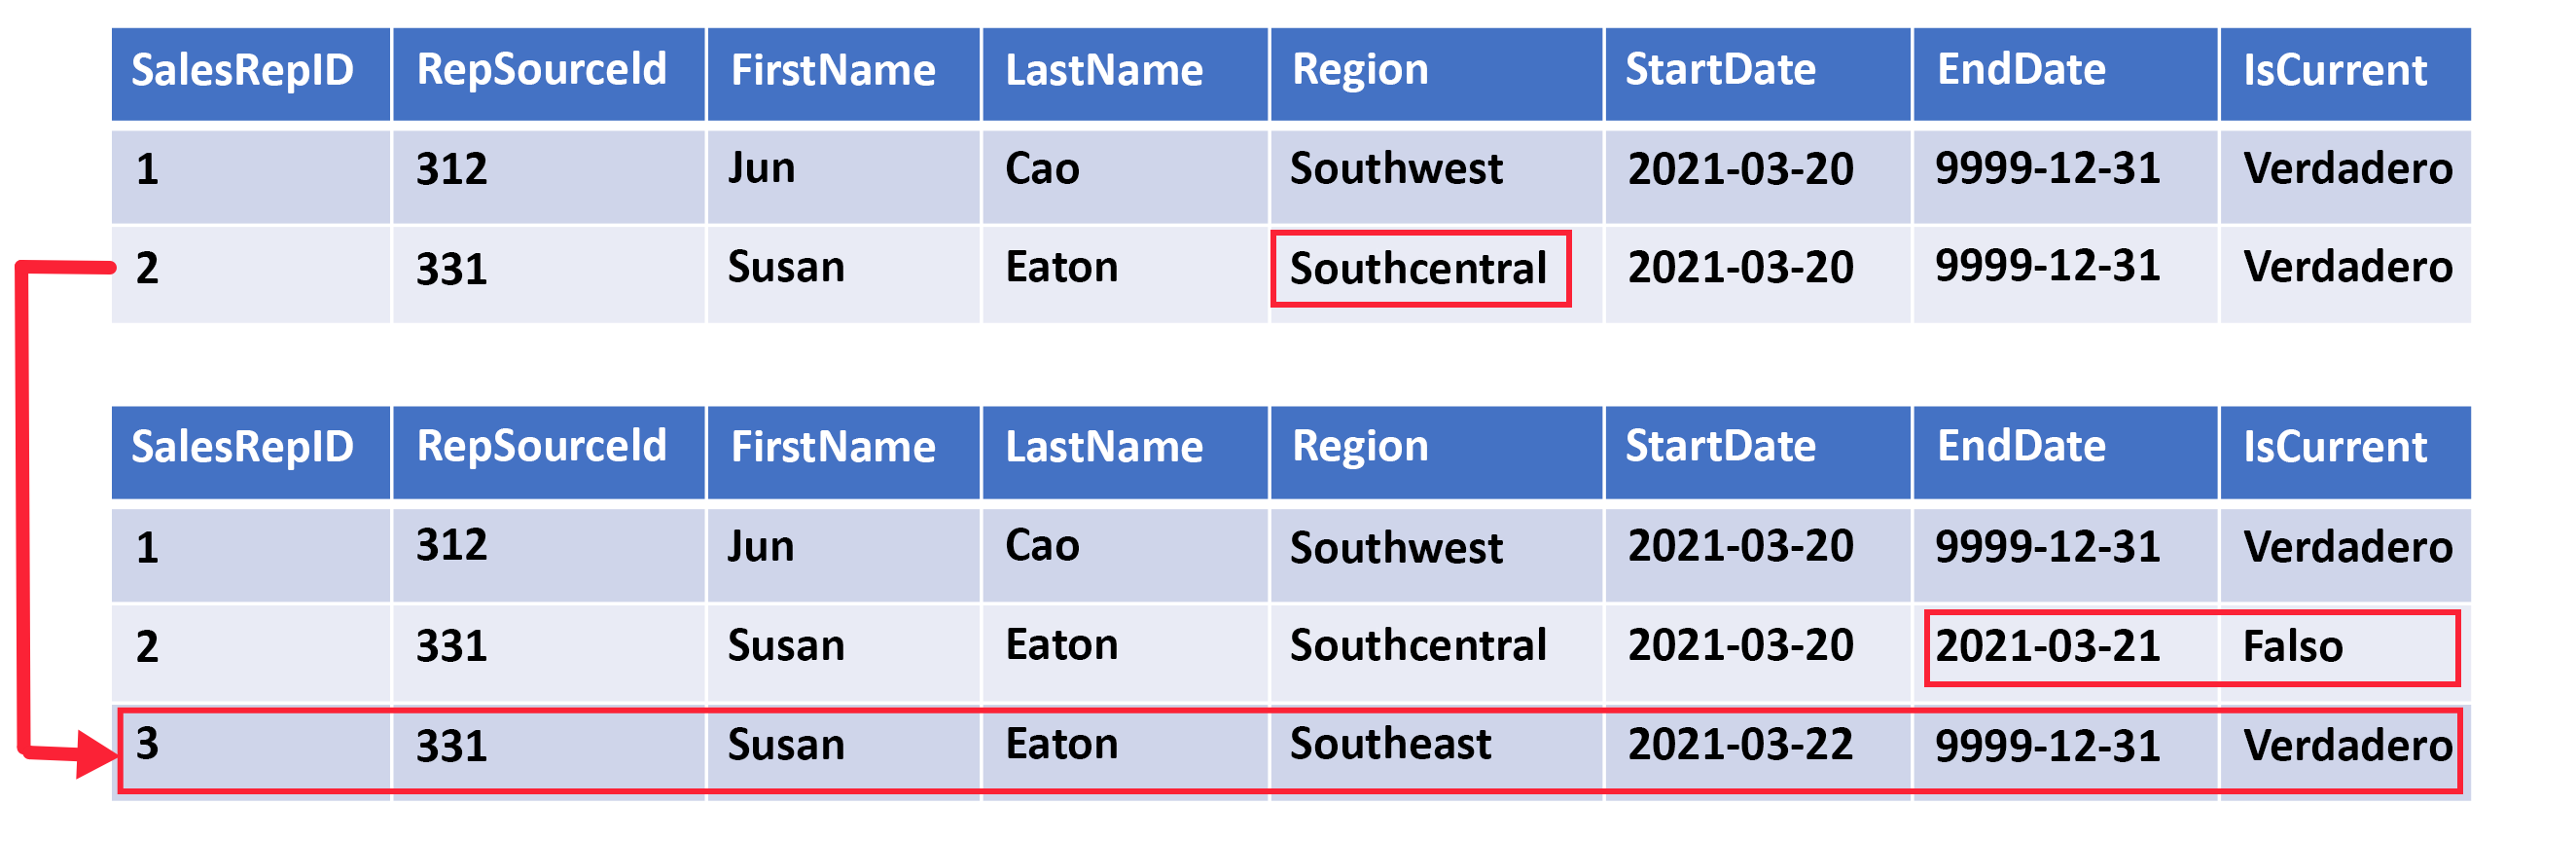 SalesRepID RepSourceId FirstName LastName Region StartDate EndDate IsCurrent
1 312 Jun Cao Southwest 2021-03-20 9999-12-31 Verdadero
2 331 Susan Eaton Southcentral 2021-03-20 9999-12-31 Verdadero
SalesRepID RepSourceId FirstName LastName Region StartDate EndDate IsCurrent
1 312 Jun Cao Southwest 2021-03-20 9999-12-31 Verdadero
2 331 Susan Eaton Southcentral 2021-03-20 2021-03-21 Falso
3 331 Susan Eaton Southeast 2021-03-22 9999-12-31 Verdadero